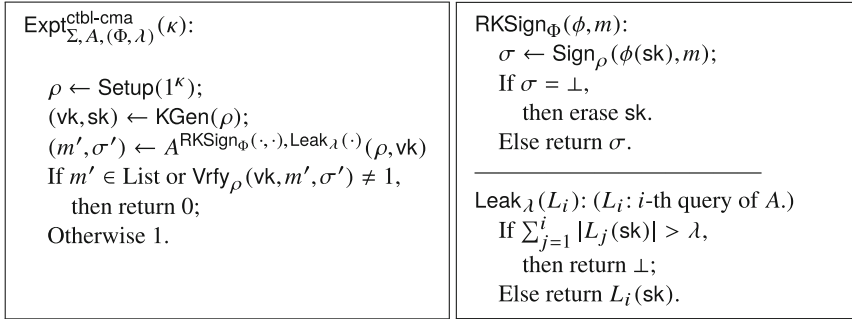 Expt^{ctbl-cma}_{Σ,A,(Φ,λ)}(κ):
ρ ← Setup(1^κ);
(vk,sk) ← KGen(ρ);
(m′,σ′) ← A^{RKSign_Φ(·,·),Leak_λ(·)}(ρ,vk)
If m′ ∈ List or Vrfy_ρ(vk,m′,σ′) ≠ 1,
then return 0;
Otherwise 1.
RKSign_Φ(ϕ,m):
σ ← Sign_ρ(ϕ(sk),m);
If σ = ⊥,
then erase sk.
Else return σ.
Leak_λ(L_i): (L_i: i-th query of A.)
If ∑^i_{j=1} |L_j(sk)| > λ,
then return ⊥;
Else return L_i(sk).